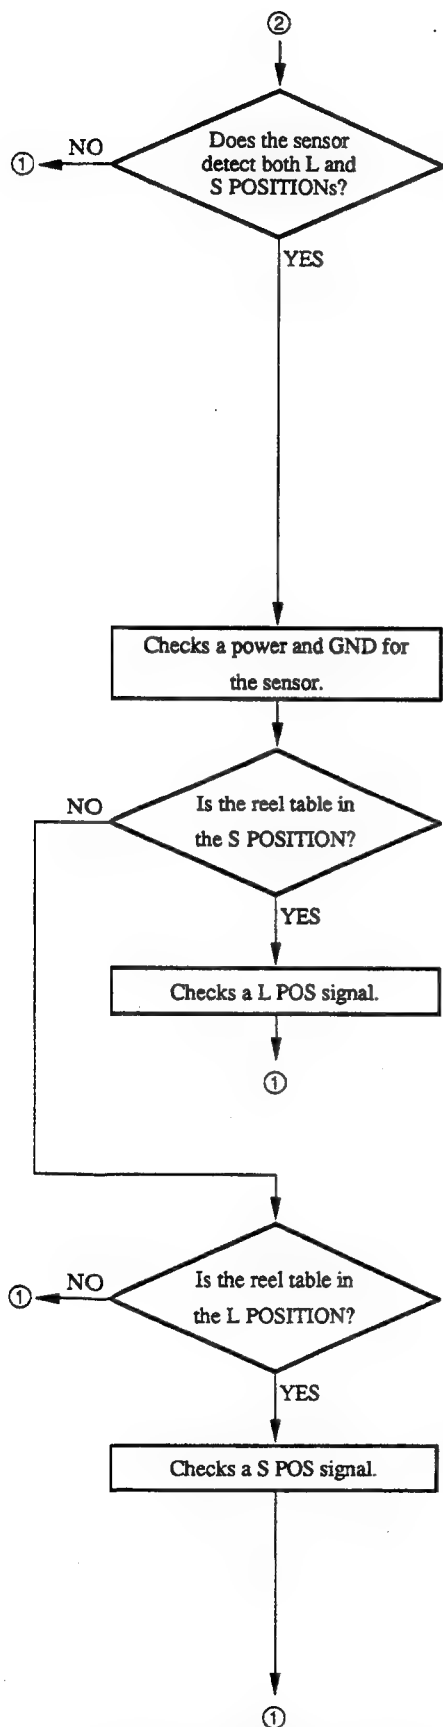 ②
Does the sensor
detect both L and
S POSITIONs?
NO
①
YES
Checks a power and GND for
the sensor.
Is the reel table in
the S POSITION?
NO
YES
Checks a L POS signal.
①
Is the reel table in
the L POSITION?
NO
①
YES
Checks a S POS signal.
①